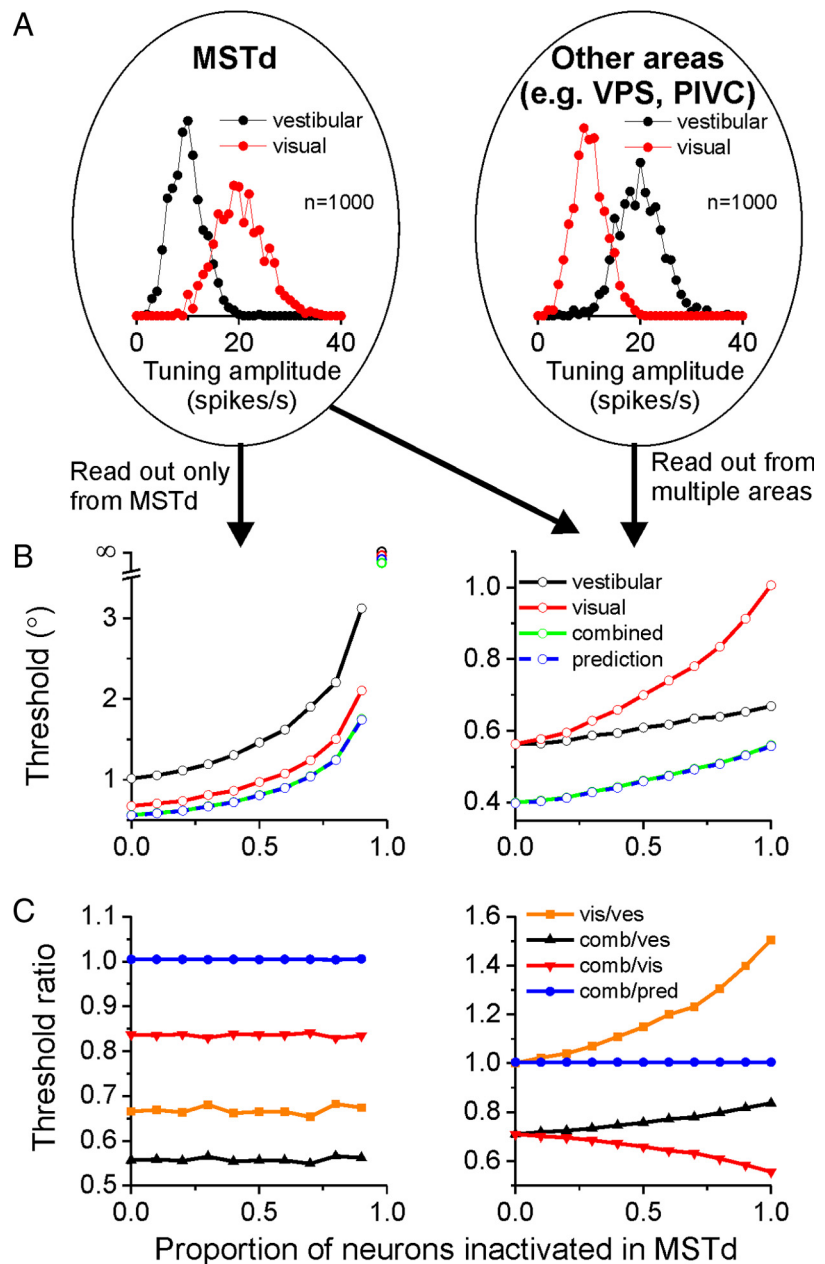 A
MSTd
vestibular
visual
n=1000
0 20 40
Tuning amplitude
(spikes/s)
Other areas
(e.g. VPS, PIVC)
vestibular
visual
n=1000
0 20 40
Tuning amplitude
(spikes/s)
Read out only
from MSTd
Read out from
multiple areas
B
Threshold (°)
∞
3
2
1
0.0 0.5 1.0
1.0
0.8
0.6
0.4
vestibular
visual
combined
prediction
0.0 0.5 1.0
C
Threshold ratio
1.1
1.0
0.9
0.8
0.7
0.6
0.5
0.0 0.5 1.0
1.6
1.4
1.2
1.0
0.8
0.6
vis/ves
comb/ves
comb/vis
comb/pred
0.0 0.5 1.0
Proportion of neurons inactivated in MSTd